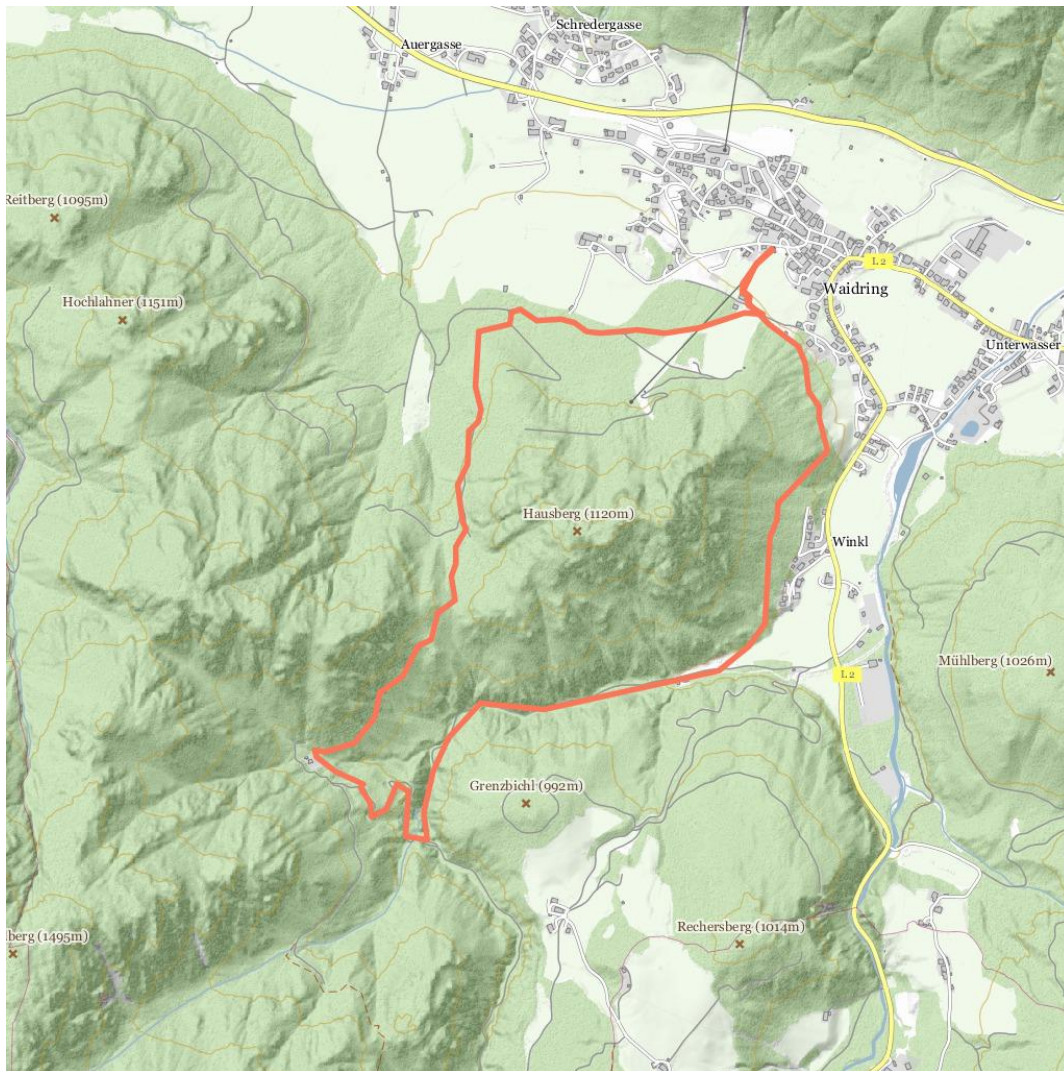 Schredergasse
Auergasse
Reitberg (1095m)
L 2
Hochlahner (1151m)
Waidring
Unterwasser
Hausberg (1120m)
Winkl
Mühlberg (1026m)
L 2
Grenzbichl (992m)
Rechersberg (1014m)
lberg (1495m)